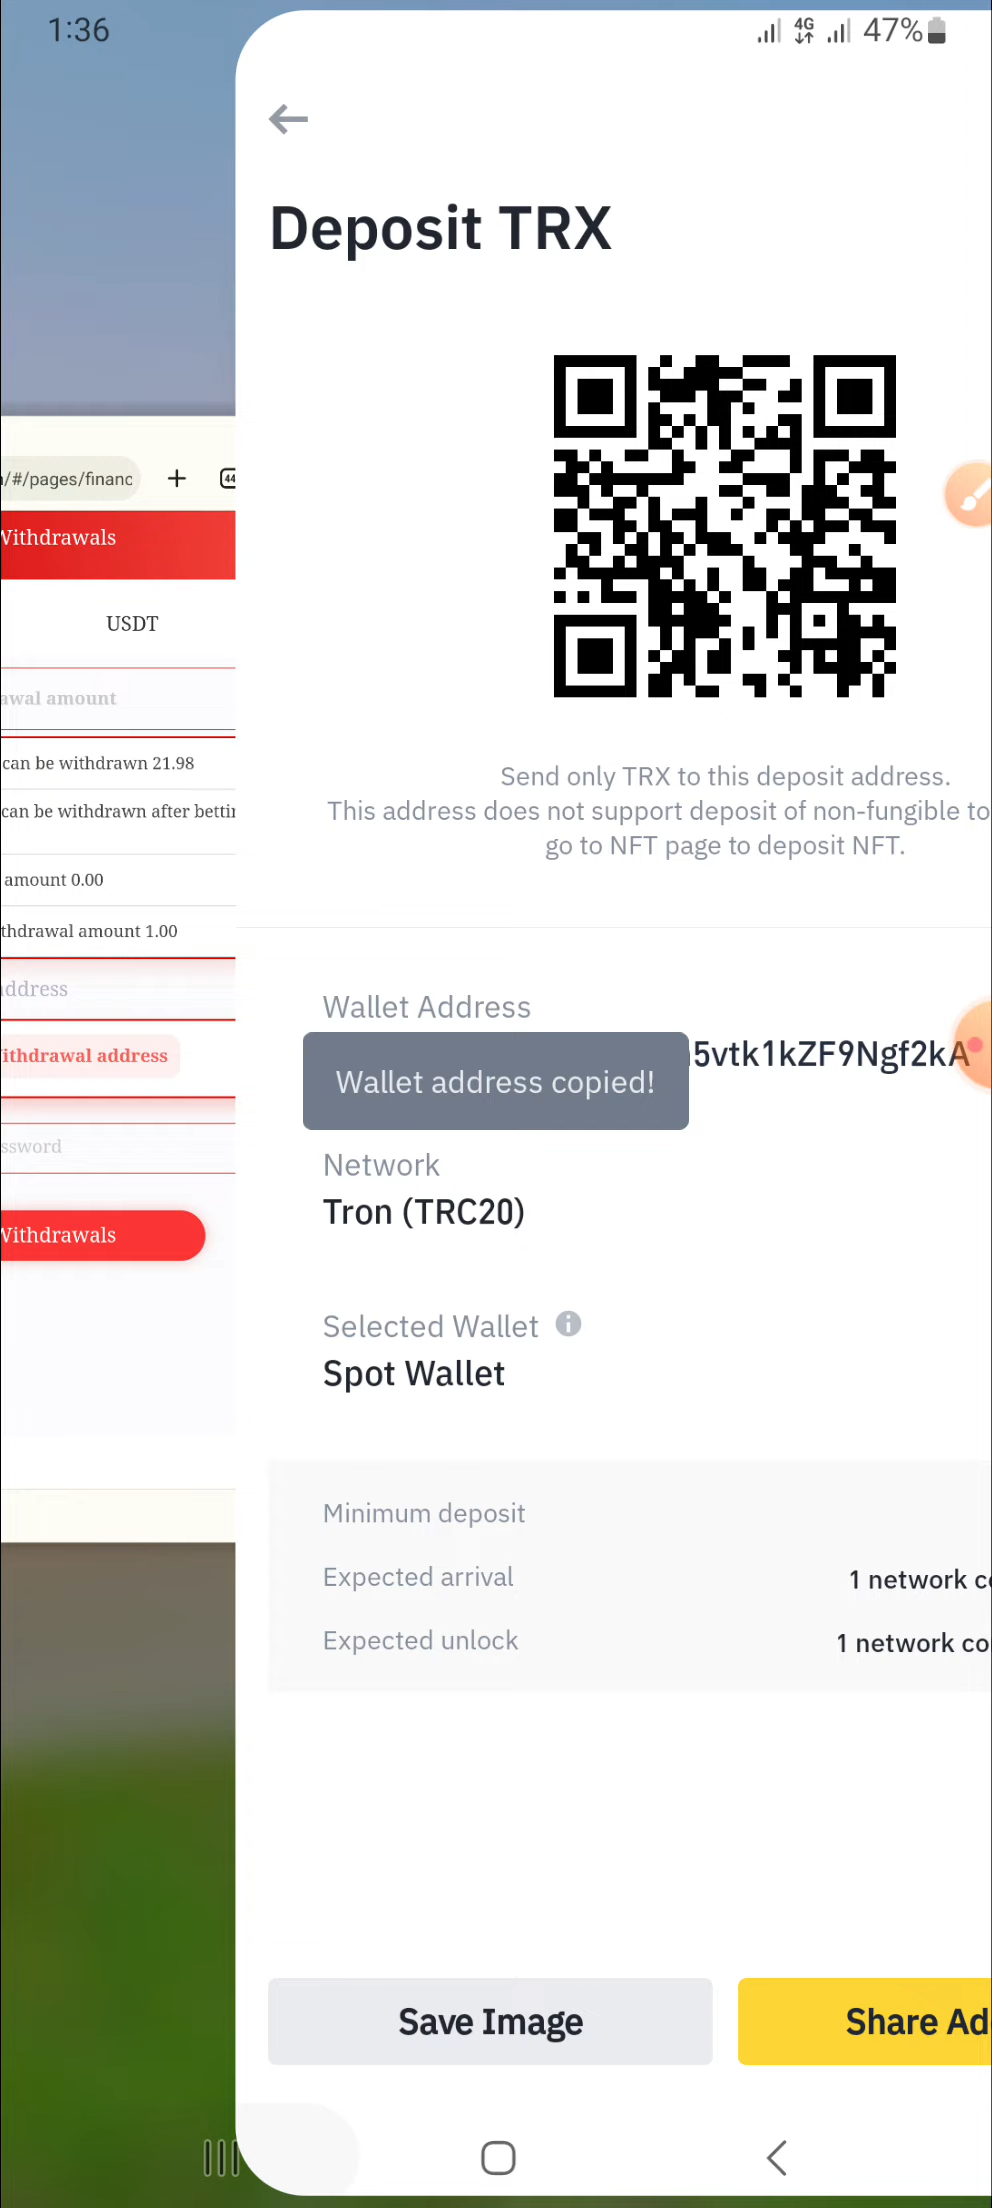 1:36
4G 47%
Deposit TRX
/#/pages/financ
44
Withdrawals
USDT
awal amount
can be withdrawn 21.98
can be withdrawn after bettin
amount 0.00
thdrawal amount 1.00
address
ithdrawal address
ssword
Withdrawals
Send only TRX to this deposit address.
This address does not support deposit of non-fungible to
go to NFT page to deposit NFT.
Wallet Address
5vtk1kZF9Ngf2kA
Wallet address copied!
Network
Tron (TRC20)
Selected Wallet
Spot Wallet
Minimum deposit
Expected arrival
1 network c
Expected unlock
1 network co
Save Image
Share Ad